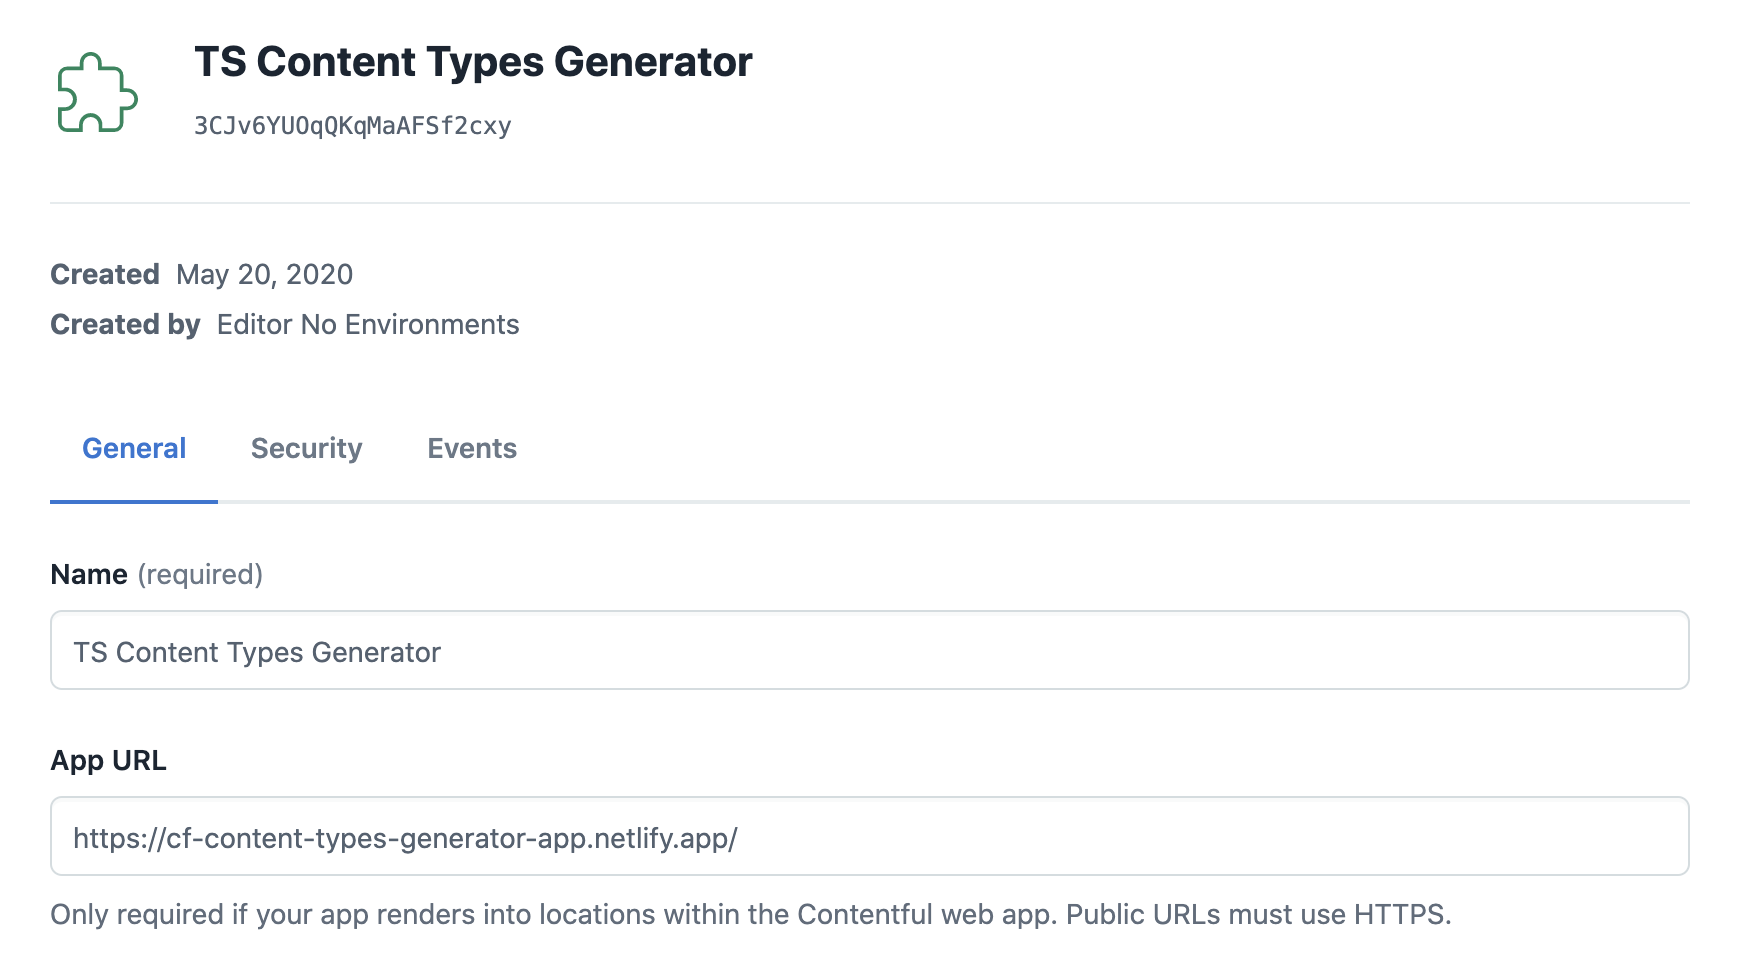 TS Content Types Generator
3CJv6YUOqQKqMaAFSf2cxy
Created May 20, 2020
Created by Editor No Environments
General Security Events
Name (required)
TS Content Types Generator
App URL
https://cf-content-types-generator-app.netlify.app/
Only required if your app renders into locations within the Contentful web app. Public URLs must use HTTPS.